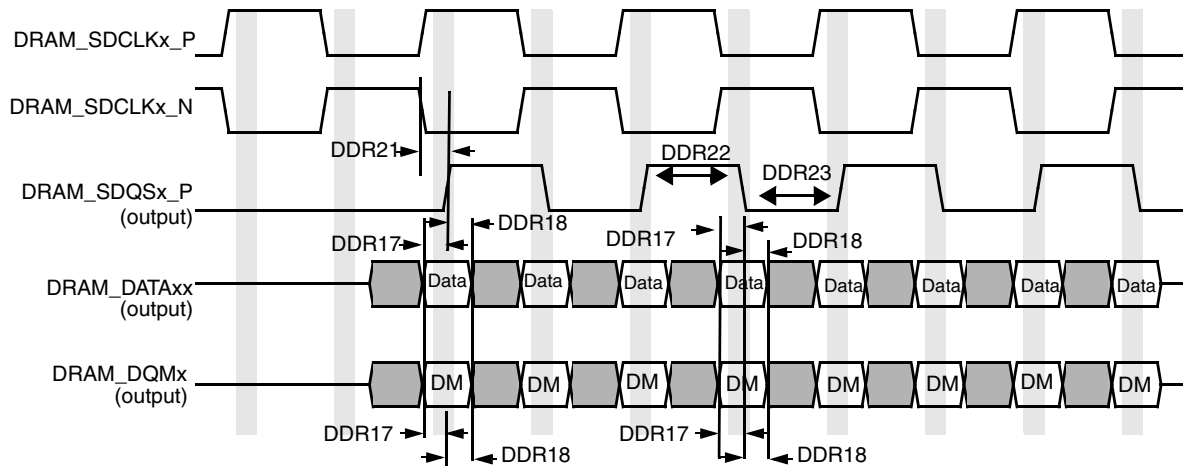 DRAM_SDCLKx_P
DRAM_SDCLKx_N
DDR21
DDR22
DDR23
DRAM_SDQSx_P
(output)
DDR18
DDR17
DDR17
DDR18
DRAM_DATAxx
(output)
Data Data Data Data Data Data Data Data
DRAM_DQMx
(output)
DM DM DM DM DM DM DM DM
DDR17
DDR17
DDR18
DDR18